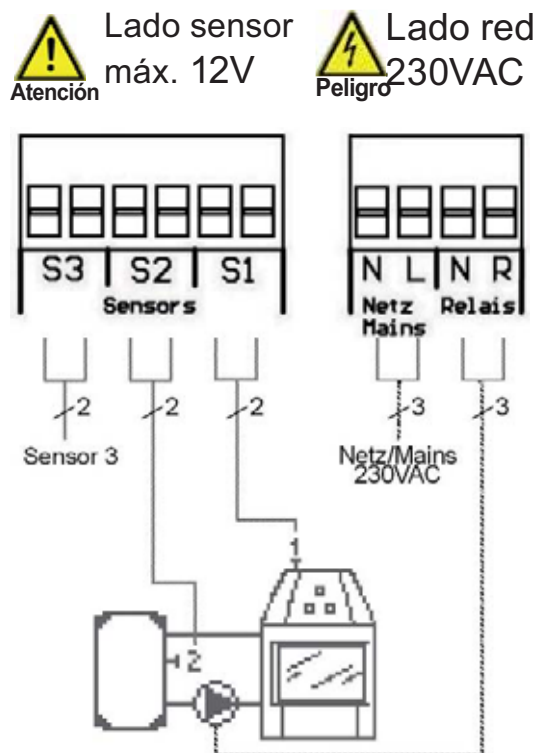 Lado sensor
máx. 12V
Atención
Lado red
230VAC
Peligro
S3 S2 S1
Sensors
N L N R
Netz Relais
Mains
2 2 2 3 3
Sensor 3
Netz/Mains
230VAC
1
2